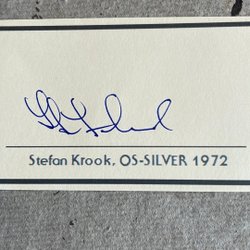 Stefan Krook, OS-SILVER 1972